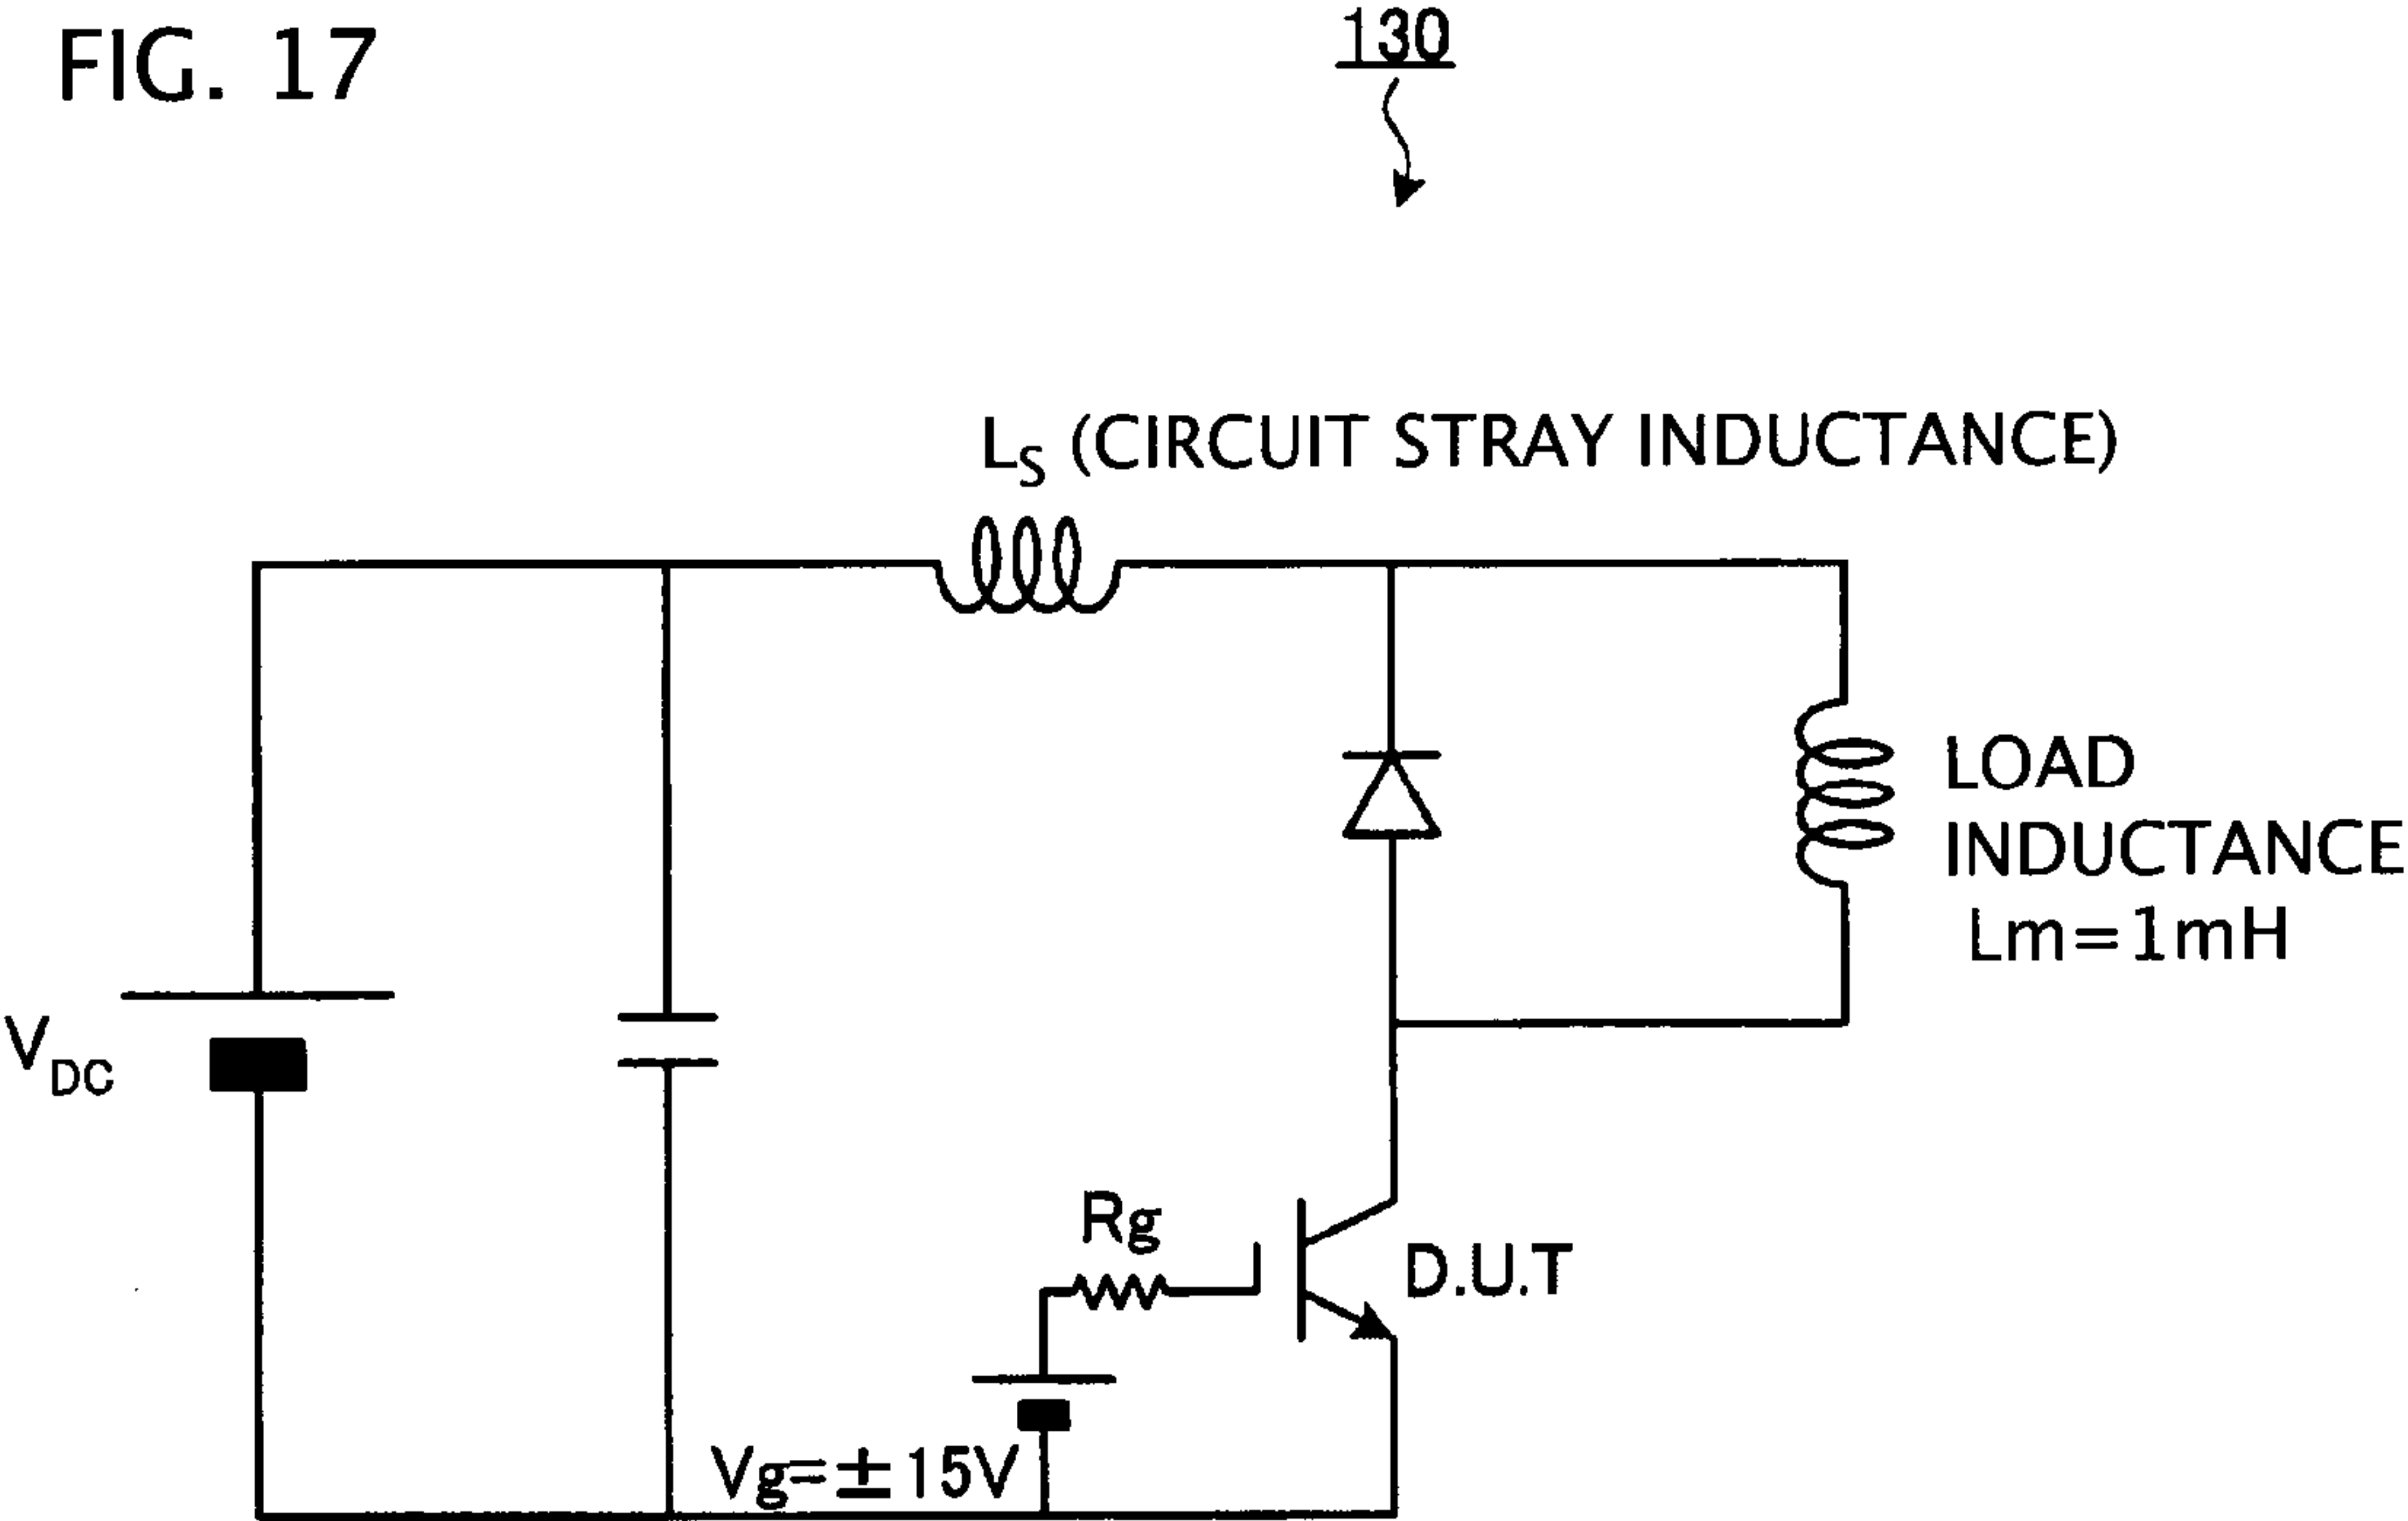 FIG. 17
130
LS (CIRCUIT STRAY INDUCTANCE)
LOAD
INDUCTANCE
Lm=1mH
VDC
Rg
D.U.T
Vg=±15V